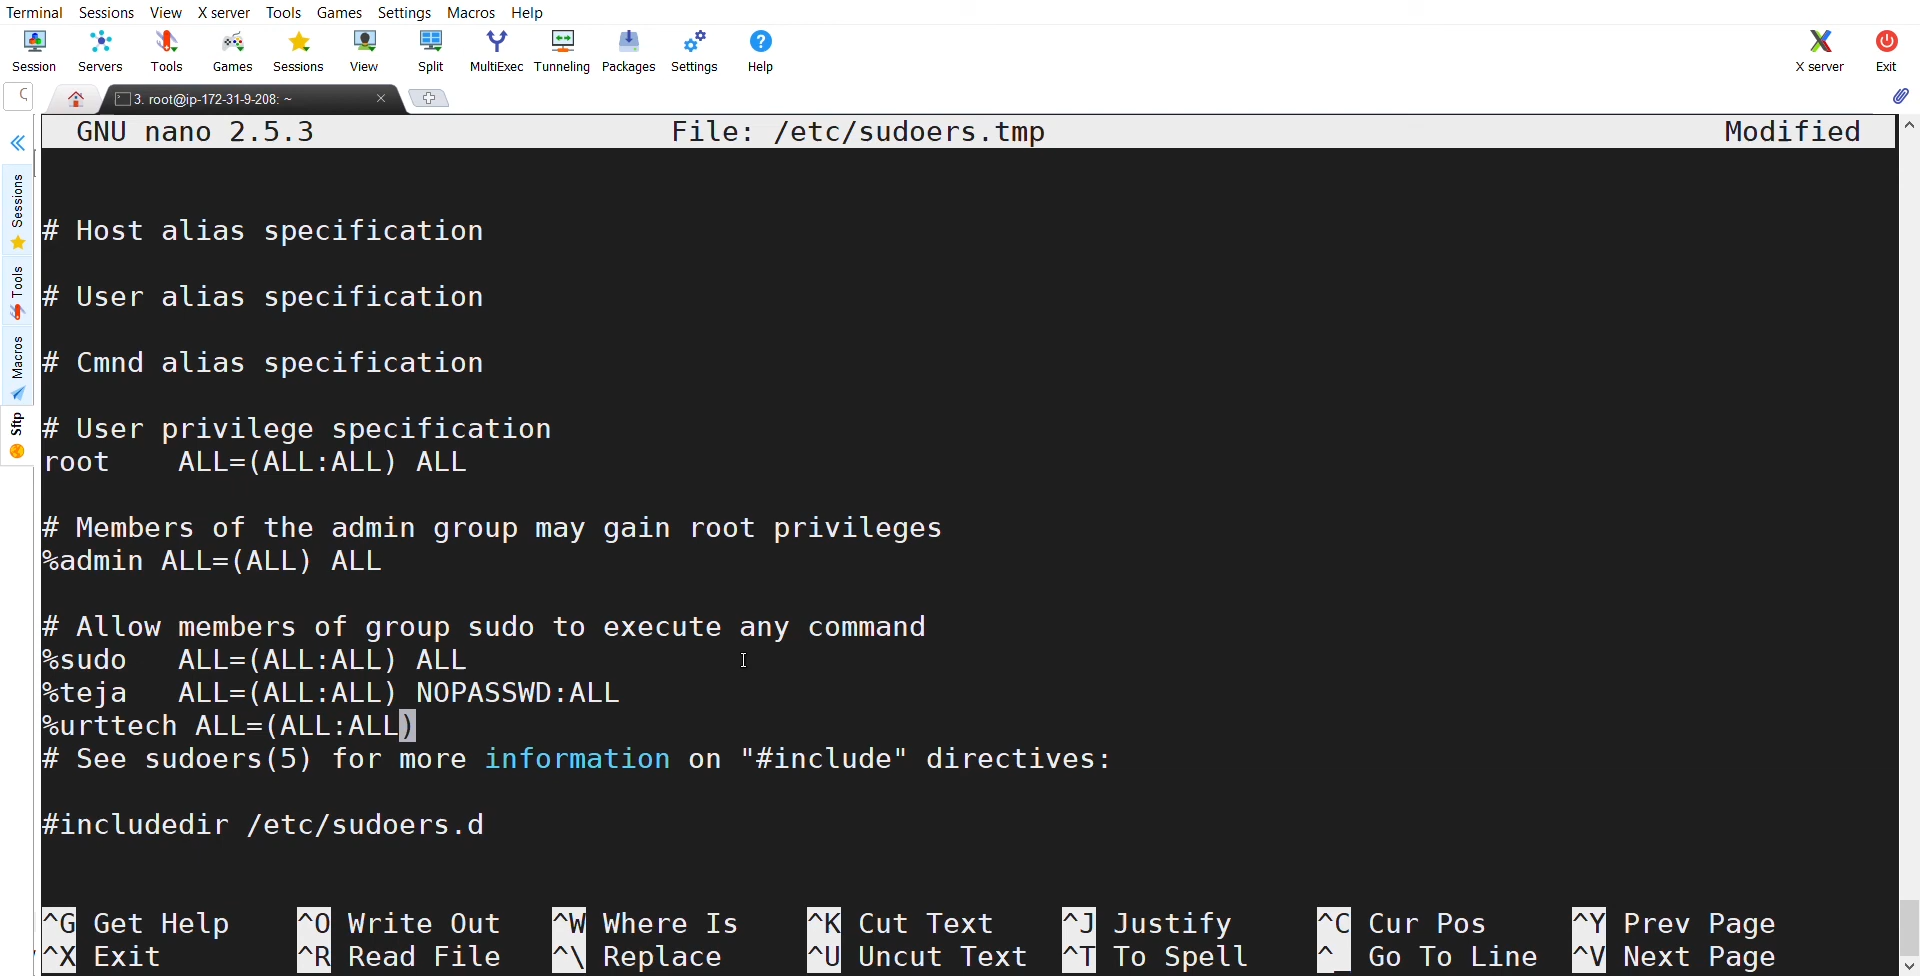 Terminal Sessions View X server Tools Games Settings Macros Help
Session Servers Tools Games Sessions View Split MultiExec Tunneling Packages Settings Help X server Exit
3. root@ip-172-31-9-208: ~
Sessions
Tools
Macros
Sftp
GNU nano 2.5.3 File: /etc/sudoers.tmp Modified
# Host alias specification
# User alias specification
# Cmnd alias specification
# User privilege specification
root ALL=(ALL:ALL) ALL
# Members of the admin group may gain root privileges
%admin ALL=(ALL) ALL
# Allow members of group sudo to execute any command
%sudo ALL=(ALL:ALL) ALL
%teja ALL=(ALL:ALL) NOPASSWD:ALL
%urttech ALL=(ALL:ALL)
# See sudoers(5) for more information on "#include" directives:
#includedir /etc/sudoers.d
^G Get Help ^O Write Out ^W Where Is ^K Cut Text ^J Justify ^C Cur Pos ^Y Prev Page
^X Exit ^R Read File ^\ Replace ^U Uncut Text ^T To Spell ^_ Go To Line ^V Next Page